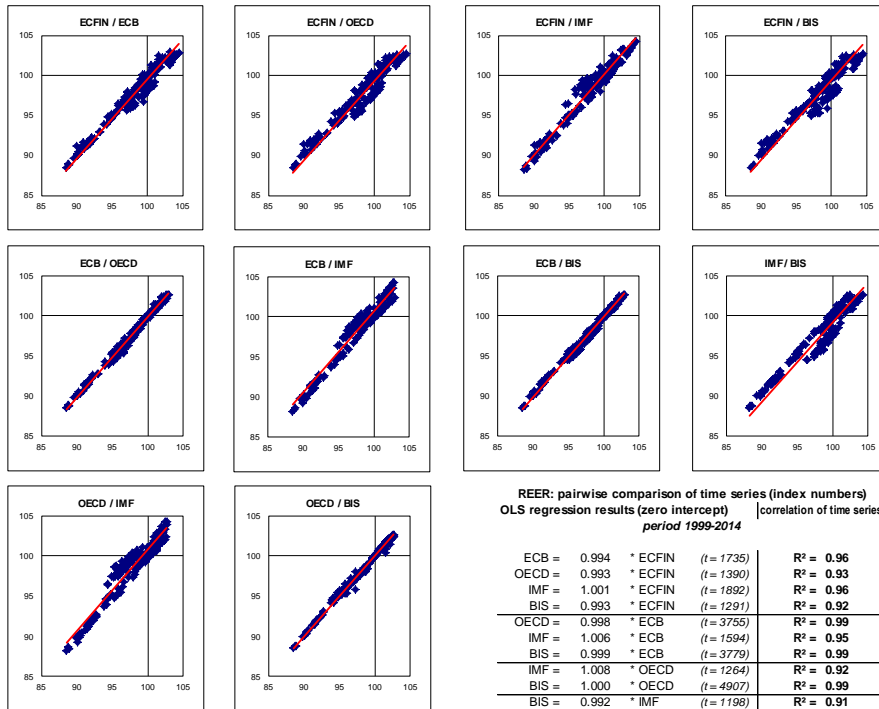 ECFIN / ECB
105
100
95
90
85
85 90 95 100 105
ECFIN / OECD
105
100
95
90
85
85 90 95 100 105
ECFIN / IMF
105
100
95
90
85
85 90 95 100 105
ECFIN / BIS
105
100
95
90
85
85 90 95 100 105
ECB / OECD
105
100
95
90
85
85 90 95 100 105
ECB / IMF
105
100
95
90
85
85 90 95 100 105
ECB / BIS
105
100
95
90
85
85 90 95 100 105
IMF / BIS
105
100
95
90
85
85 90 95 100 105
OECD / IMF
105
100
95
90
85
85 90 95 100 105
OECD / BIS
105
100
95
90
85
85 90 95 100 105
REER: pairwise comparison of time series (index numbers)
OLS regression results (zero intercept) correlation of time series
period 1999-2014
ECB = 0.994 * ECFIN (t = 1735) R² = 0.96
OECD = 0.993 * ECFIN (t = 1390) R² = 0.93
IMF = 1.001 * ECFIN (t = 1892) R² = 0.96
BIS = 0.993 * ECFIN (t = 1291) R² = 0.92
OECD = 0.998 * ECB (t = 3755) R² = 0.99
IMF = 1.006 * ECB (t = 1594) R² = 0.95
BIS = 0.999 * ECB (t = 3779) R² = 0.99
IMF = 1.008 * OECD (t = 1264) R² = 0.92
BIS = 1.000 * OECD (t = 4907) R² = 0.99
BIS = 0.992 * IMF (t = 1198) R² = 0.91